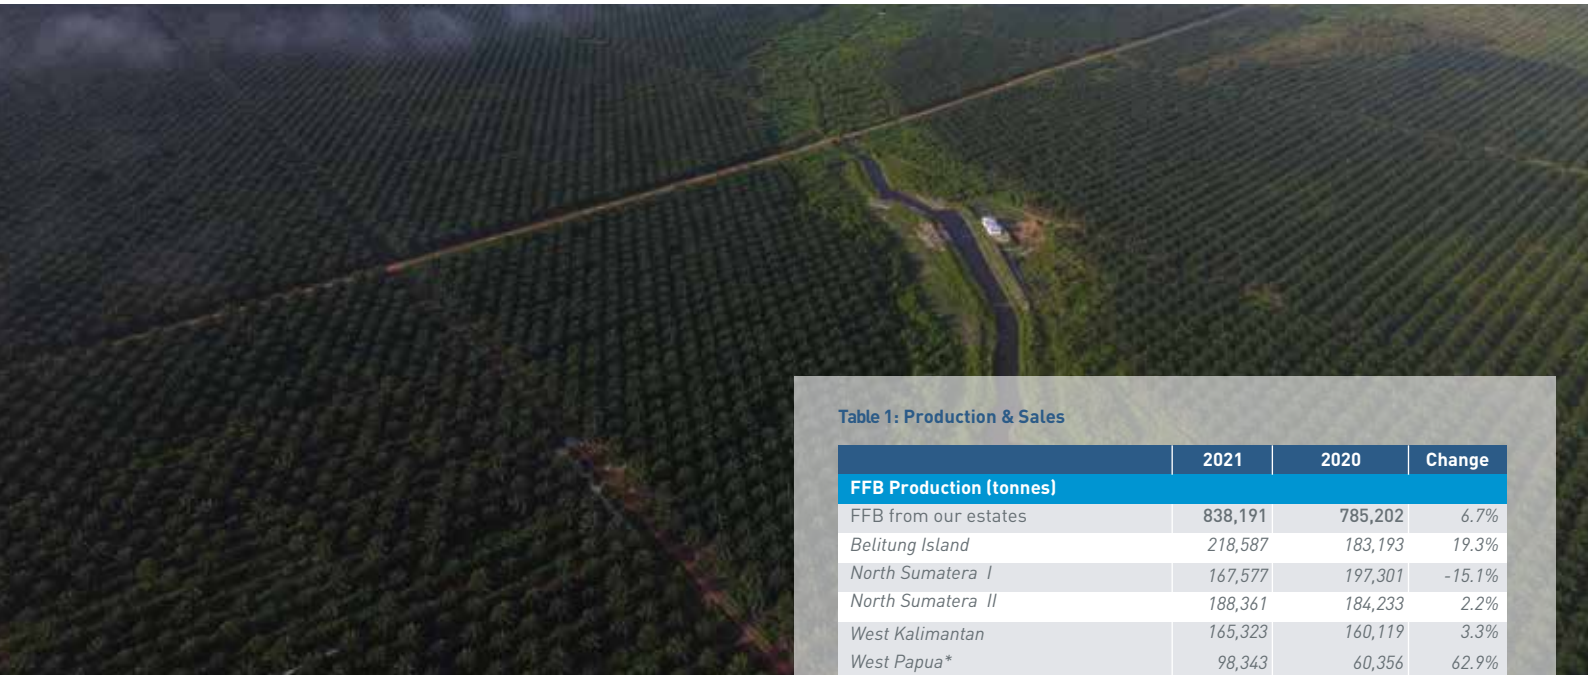 Table 1: Production & Sales
2021 2020 Change
FFB Production (tonnes)
FFB from our estates 838,191 785,202 6.7%
Belitung Island 218,587 183,193 19.3%
North Sumatera I 167,577 197,301 -15.1%
North Sumatera II 188,361 184,233 2.2%
West Kalimantan 165,323 160,119 3.3%
West Papua* 98,343 60,356 62.9%